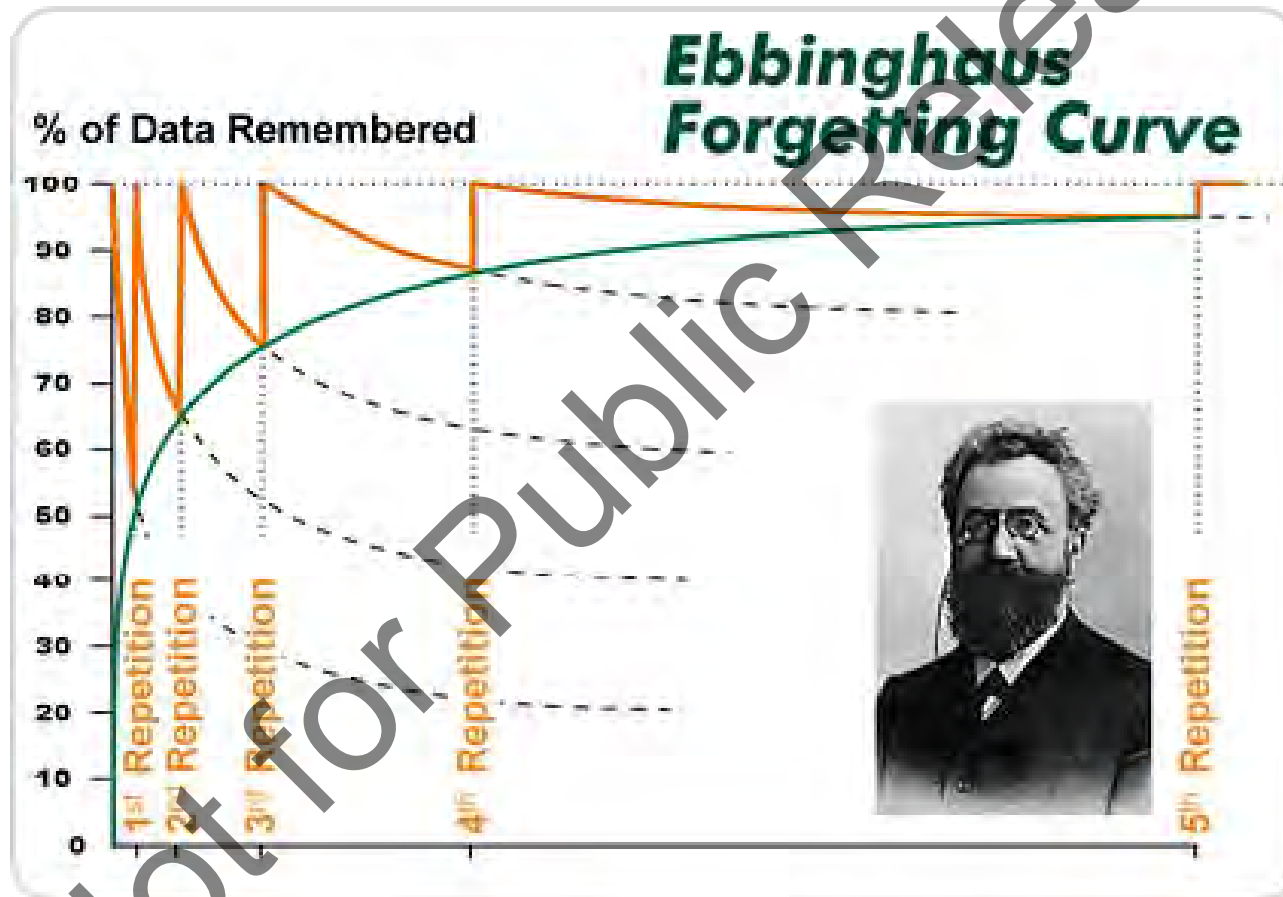 Ebbinghaus
Forgetting Curve
% of Data Remembered
100
90
80
70
60
50
40
30
20
10
0
1st Repetition
2nd Repetition
3rd Repetition
4th Repetition
5th Repetition
Not for Public Release